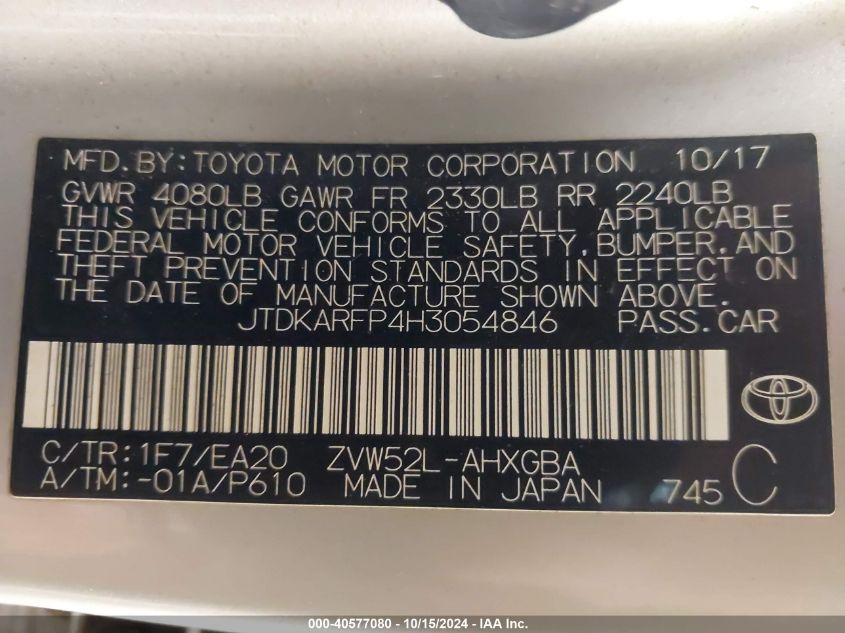 MFD.BY:TOYOTA MOTOR CORPORATION 10/17
GVWR 4080LB GAWR FR 2330LB RR 2240LB
THIS VEHICLE CONFORMS TO ALL APPLICABLE
FEDERAL MOTOR VEHICLE SAFETY,BUMPER,AND
THEFT PREVENTION STANDARDS IN EFFECT ON
THE DATE OF MANUFACTURE SHOWN ABOVE.
JTDKARFP4H3054846 PASS.CAR
C/TR:1F7/EA20 ZVW52L-AHXGBA
A/TM:-01A/P610 MADE IN JAPAN 745 C
000-40577080 - 10/15/2024 - IAA Inc.